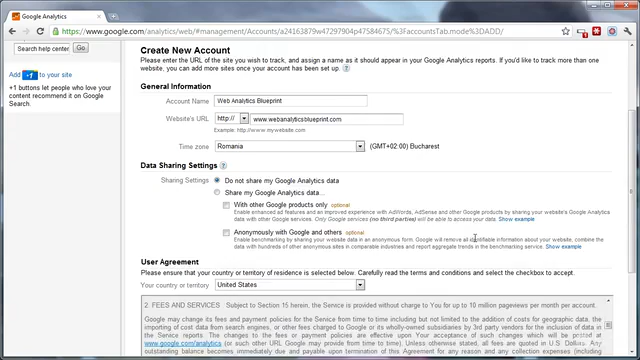 Google Analytics
https://www.google.com/analytics/web/#management/Accounts/a24163879w47297904p47584675/%3FaccountsTab.mode%3DADD/
Search help center
Go
Add +1 to your site
+1 buttons let people who love your
content recommend it on Google
Search.
Create New Account
Please enter the URL of the site you wish to track, and assign a name as it should appear in your Google Analytics reports. If you'd like to track more than one
website, you can add more sites once your account has been set up. ?
General Information
Account Name Web Analytics Blueprint
Website's URL http:// www.webanalyticsblueprint.com
Example: http://www.mywebsite.com
Time zone Romania (GMT+02:00) Bucharest
Data Sharing Settings ?
Sharing Settings Do not share my Google Analytics data
Share my Google Analytics data...
With other Google products only optional
Enable enhanced ad features and an improved experience with AdWords, AdSense and other Google products by sharing your website's Google Analytics
data with other Google services. Only Google services (no third parties) will be able to access your data. Show example
Anonymously with Google and others optional
Enable benchmarking by sharing your website data in an anonymous form. Google will remove all identifiable information about your website, combine the
data with hundreds of other anonymous sites in comparable industries and report aggregate trends in the benchmarking service. Show example
User Agreement
Please ensure that your country or territory of residence is selected below. Carefully read the terms and conditions and select the checkbox to accept.
Your country or territory United States
2. FEES AND SERVICES Subject to Section 15 herein, the Service is provided without charge to You for up to 10 million pageviews per month per account.
Google may change its fees and payment policies for the Service from time to time including but not limited to the addition of costs for geographic data, the
importing of cost data from search engines, or other fees charged to Google or its wholly-owned subsidiaries by 3rd party vendors for the inclusion of data in
the Service reports. The changes to the fees or payment policies are effective upon Your acceptance of such changes which will be posted at
www.google.com/analytics (or such other URL Google may provide from time to time). Unless otherwise stated, all fees are quoted in U.S. Dollars. Any
outstanding balance becomes immediately due and payable upon termination of this Agreement for any reason and any collection expenses (including